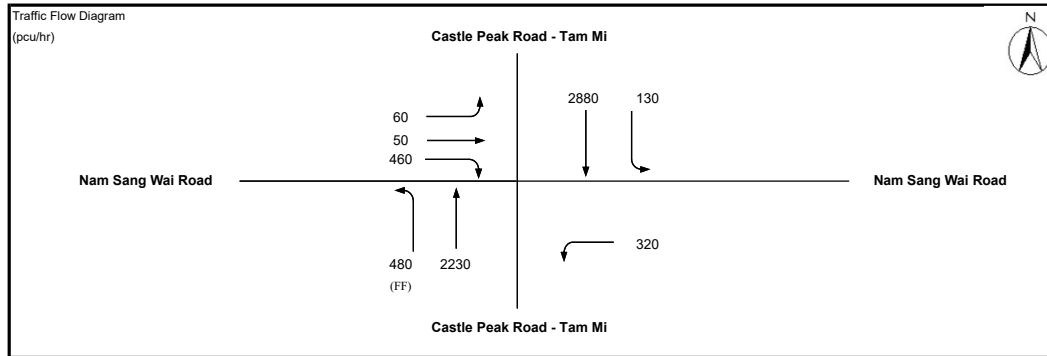 Traffic Flow Diagram
(pcu/hr)
N
Castle Peak Road - Tam Mi
2880 130
60
50
460
Nam Sang Wai Road Nam Sang Wai Road
320
480 2230
(FF)
Castle Peak Road - Tam Mi